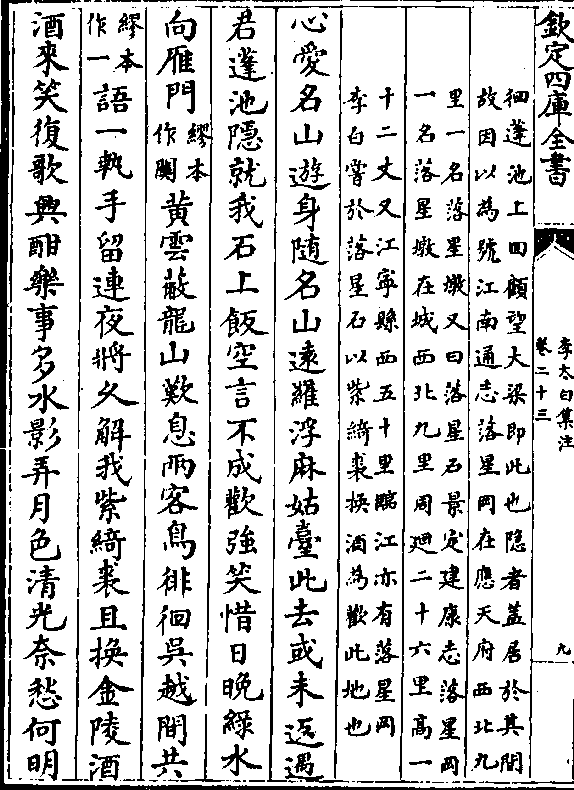 欽定四庫全書
李太白集注
卷二十三
九
徊蓬池上回顧望大梁即此也隐者盖居於其間
故因以為號江南通志落星岡在應天府西北九
里一名落星墩又曰落星石景定建康志落星岡
一名落星墩在城西北九里周廻二十六里高一
十二丈又江寧縣西五十里臨江亦有落星岡
李白嘗於落星石以紫綺裘換酒為歡此地也
心愛名山遊身随名山遠羅浮麻姑臺此去或未返遇
君蓬池隱就我石上飯空言不成歡強笑惜日晚綠水
向雁門繆本作關黄雲蔽龍山歎息兩客鳥徘徊吳越間共
繆本作一語一執手留連夜將久解我紫綺裘且換金陵酒
酒來笑復歌興酣樂事多水影弄月色清光奈愁何明